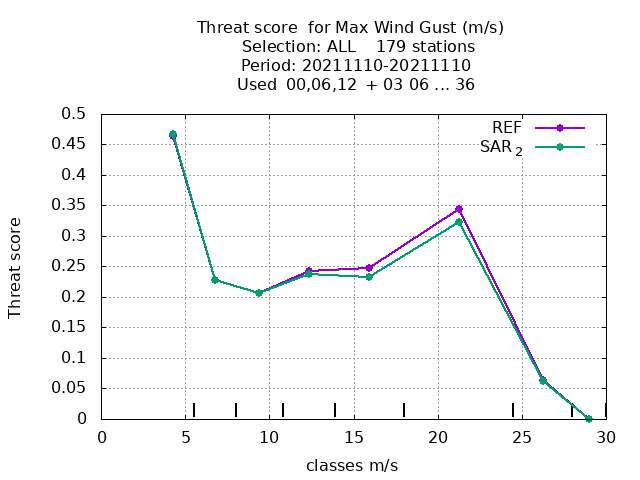 Threat score  for Max Wind Gust (m/s)
Selection: ALL    179 stations
Period: 20211110-20211110
Used  00,06,12  + 03 06 ... 36
REF
SAR 2
0.5
0.45
0.4
0.35
0.3
0.25
0.2
0.15
0.1
0.05
0
Threat score
0 5 10 15 20 25 30
classes m/s